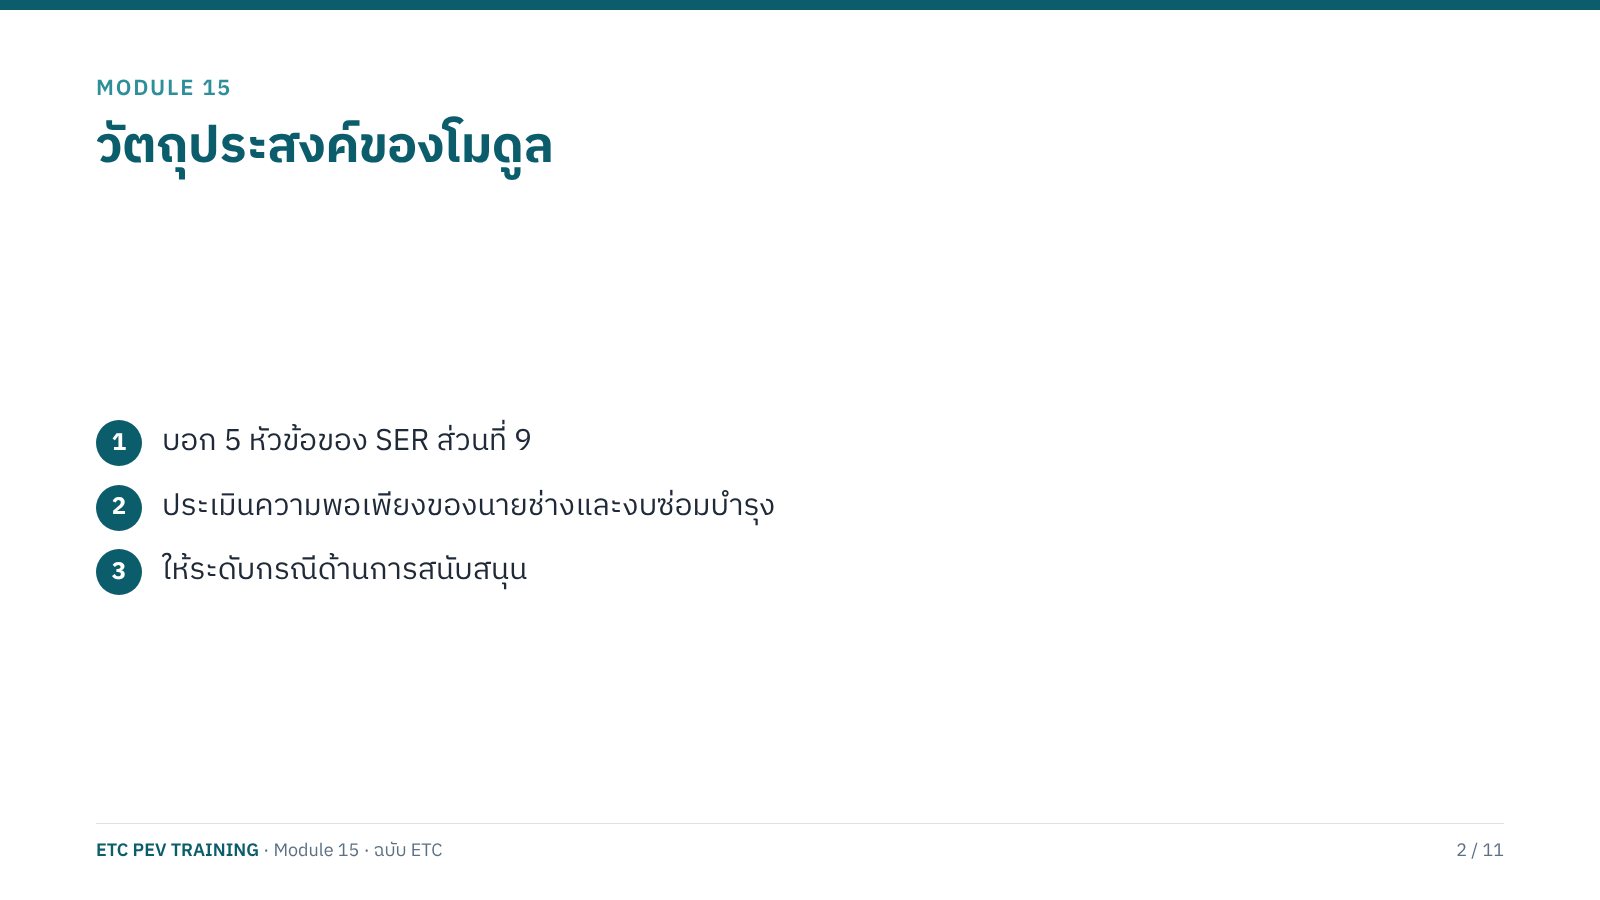 MODULE 15
วัตถุประสงค์ของโมดูล
1 บอก 5 หัวข้อของ SER ส่วนที่ 9
2 ประเมินความพอเพียงของนายช่างและงบซ่อมบำรุง
3 ให้ระดับกรณีด้านการสนับสนุน
ETC PEV TRAINING · Module 15 · ฉบับ ETC
2 / 11